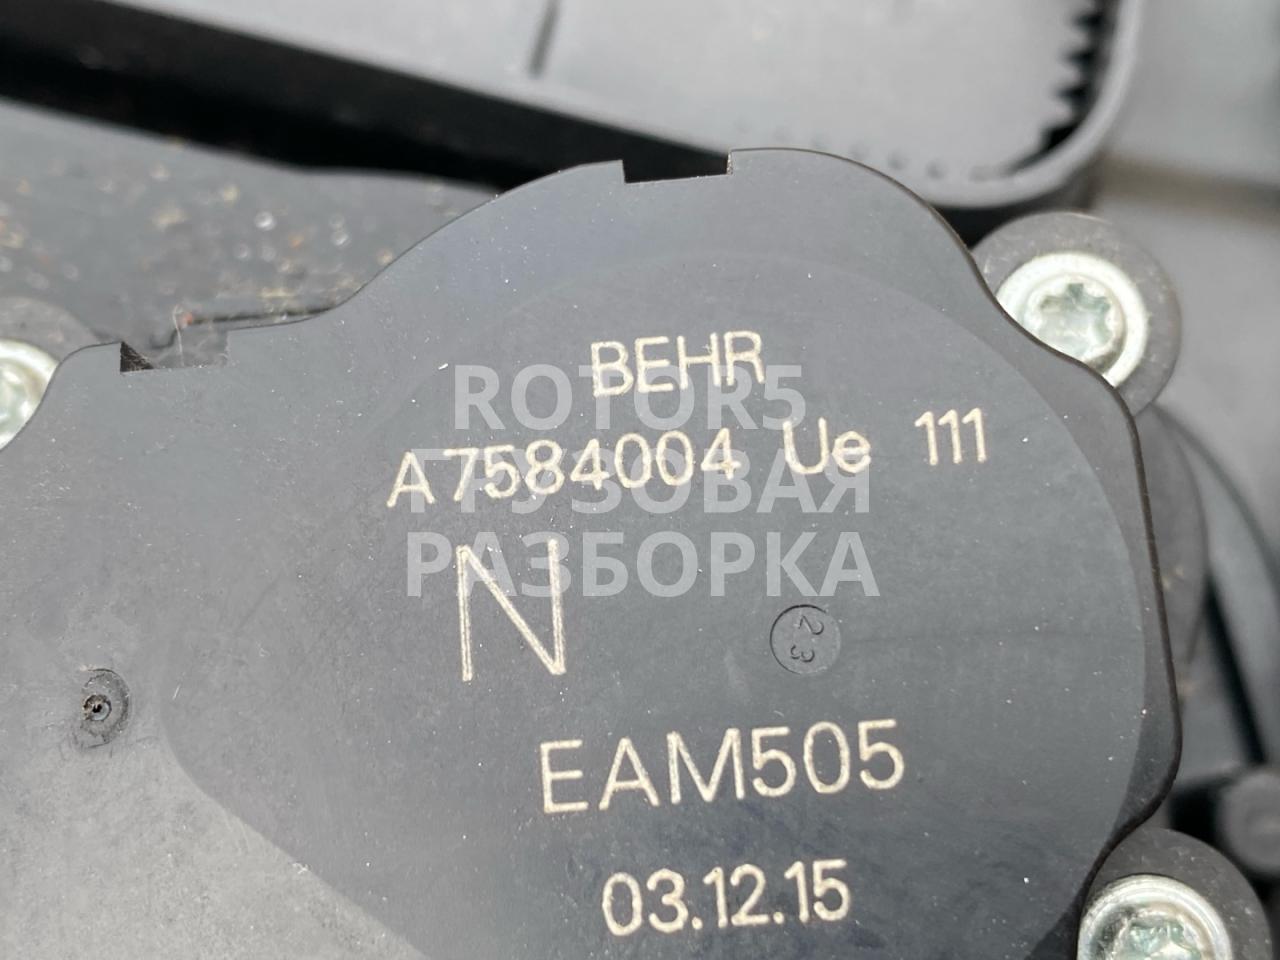 BEHR
ROTOR5
A7584004 Ue 111
ГРУЗОВАЯ
N
РАЗБОРКА
23
EAM505
03.12.15